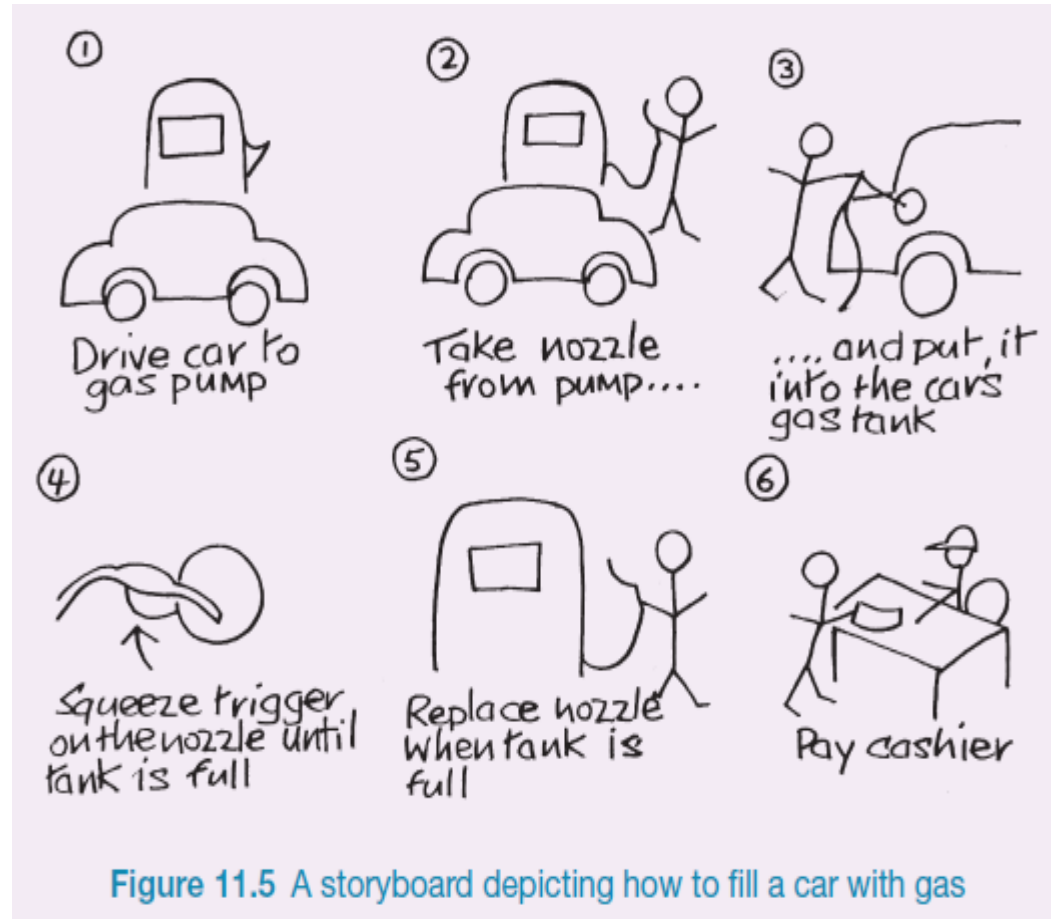 1
Drive car to
gas pump
2
Take nozzle
from pump....
3
.... and put it
into the car's
gas tank
4
Squeeze trigger
on the nozzle until
tank is full
5
Replace nozzle
when tank is
full
6
Pay cashier
Figure 11.5 A storyboard depicting how to fill a car with gas